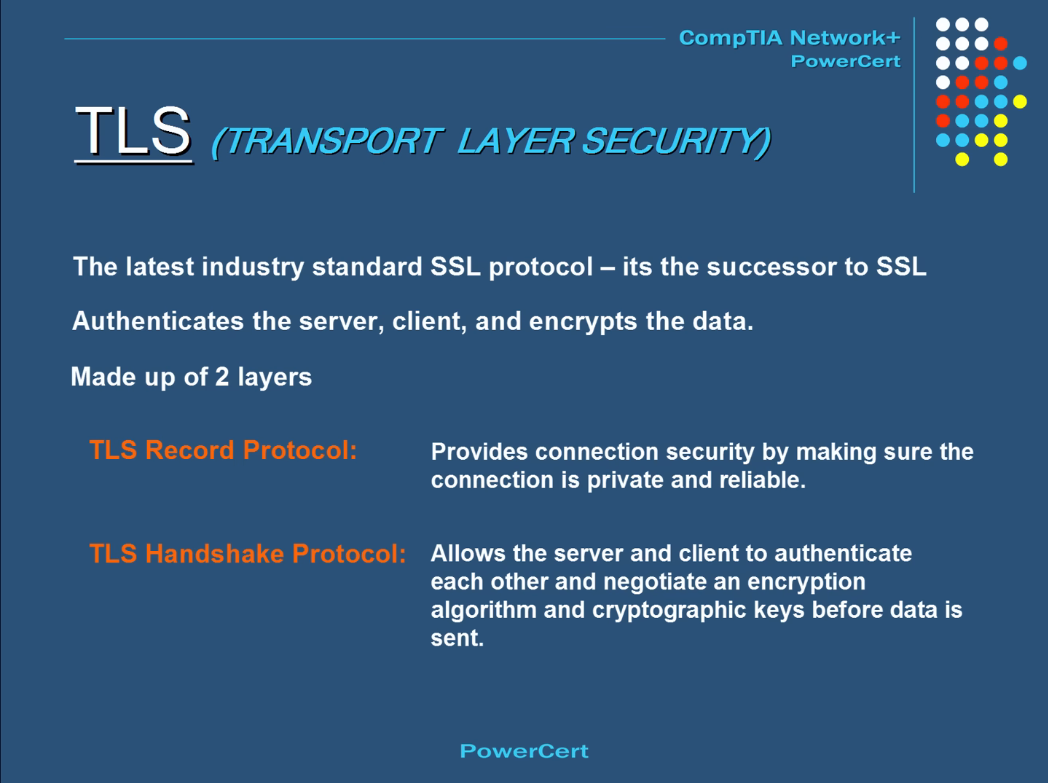 CompTIA Network+
PowerCert
TLS (TRANSPORT LAYER SECURITY)
The latest industry standard SSL protocol – its the successor to SSL
Authenticates the server, client, and encrypts the data.
Made up of 2 layers
TLS Record Protocol: Provides connection security by making sure the
connection is private and reliable.
TLS Handshake Protocol: Allows the server and client to authenticate
each other and negotiate an encryption
algorithm and cryptographic keys before data is
sent.
PowerCert